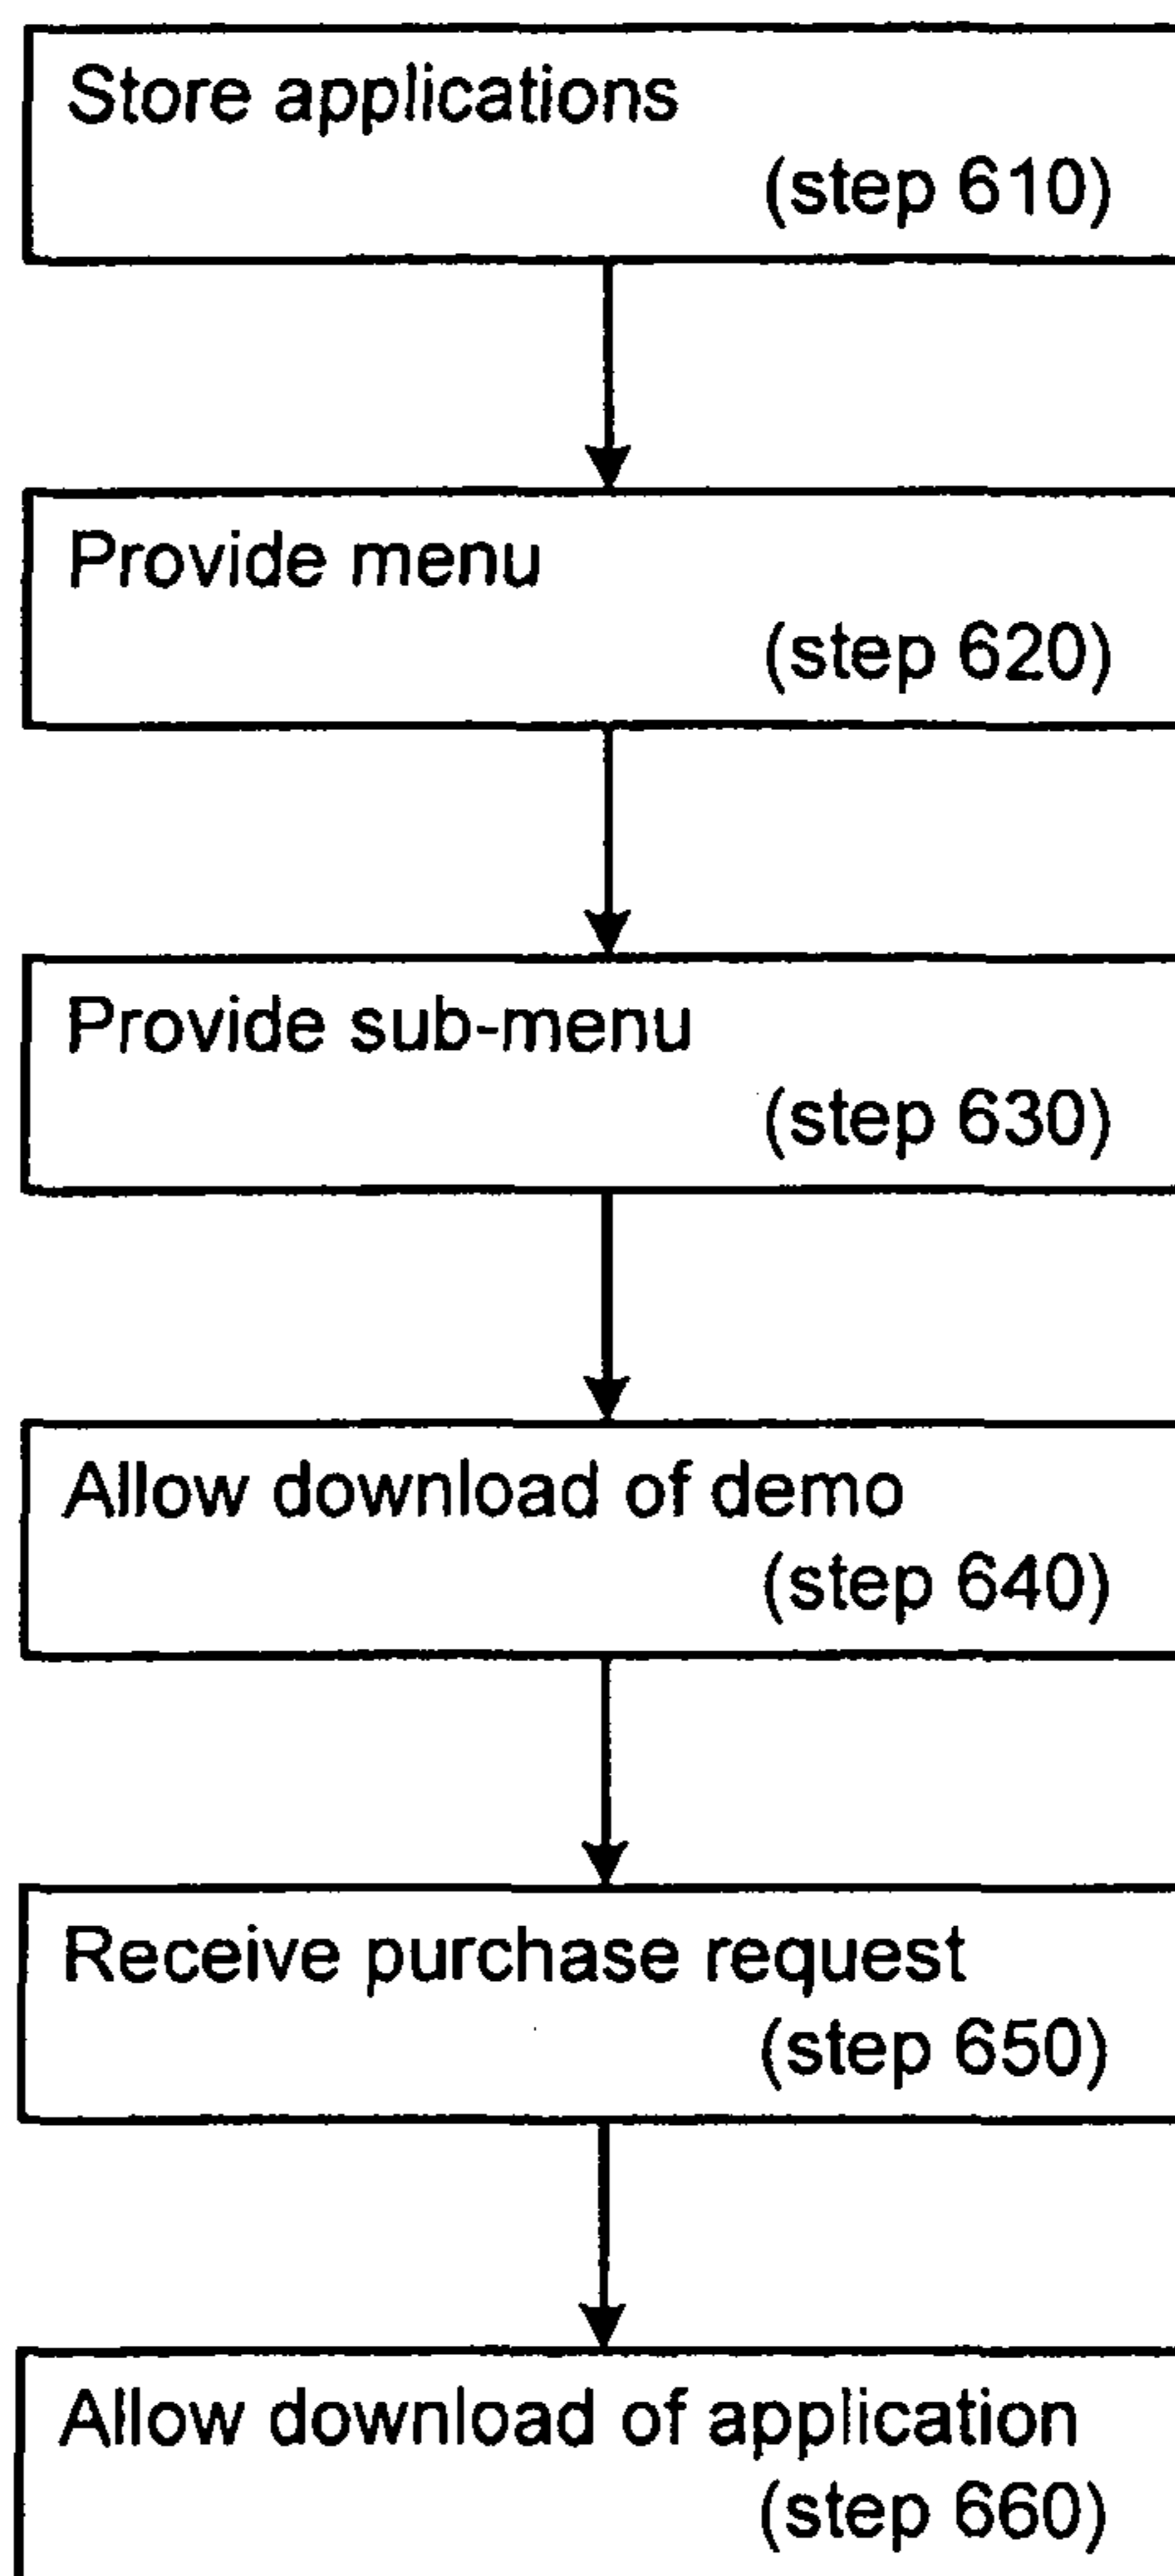 Store applications
(step 610)
Provide menu
(step 620)
Provide sub-menu
(step 630)
Allow download of demo
(step 640)
Receive purchase request
(step 650)
Allow download of application
(step 660)